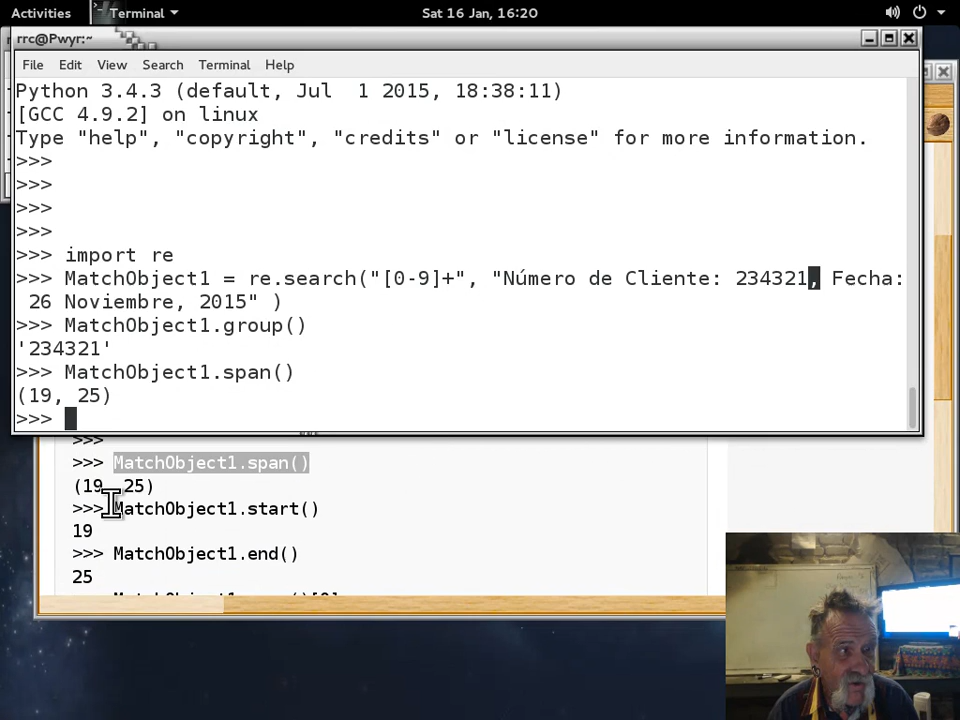 Activities Terminal Sat 16 Jan, 16:20
rrc@Pwyr:~
File Edit View Search Terminal Help
Python 3.4.3 (default, Jul  1 2015, 18:38:11)
[GCC 4.9.2] on linux
Type "help", "copyright", "credits" or "license" for more information.
>>>
>>>
>>>
>>>
>>> import re
>>> MatchObject1 = re.search("[0-9]+", "Número de Cliente: 234321, Fecha:
26 Noviembre, 2015" )
>>> MatchObject1.group()
'234321'
>>> MatchObject1.span()
(19, 25)
>>>
>>>
>>> MatchObject1.span()
(19, 25)
>>> MatchObject1.start()
19
>>> MatchObject1.end()
25